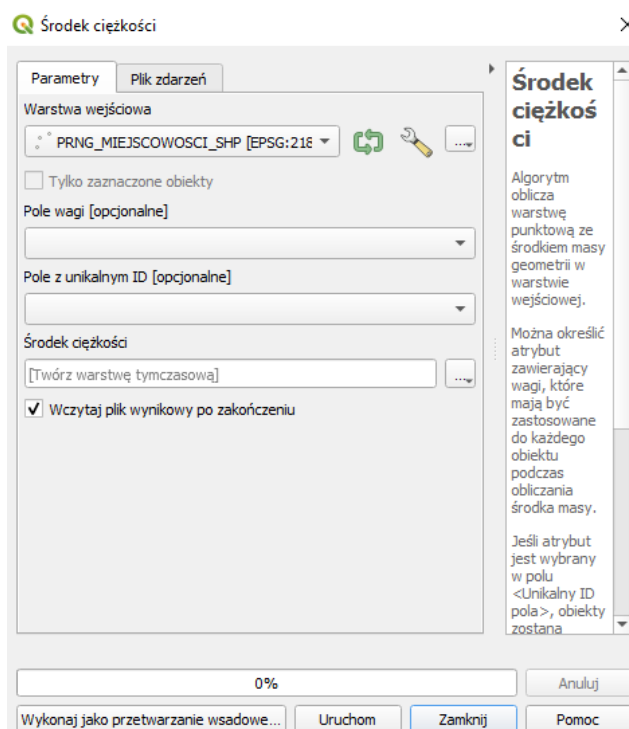 Środek ciężkości
Parametry
Plik zdarzeń
Warstwa wejściowa
PRNG_MIEJSCOWOSCI_SHP [EPSG:218
...
Tylko zaznaczone obiekty
Pole wagi [opcjonalne]
Pole z unikalnym ID [opcjonalne]
Środek ciężkości
[Twórz warstwę tymczasową]
...
Wczytaj plik wynikowy po zakończeniu
Środek
ciężkoś
ci
Algorytm
oblicza
warstwę
punktową ze
środkiem masy
geometrii w
warstwie
wejściowej.
Można określić
atrybut
zawierający
wagi, które
mają być
zastosowane
do każdego
obiektu
podczas
obliczania
środka masy.
Jeśli atrybut
jest wybrany
w polu
<Unikalny ID
pola>, obiekty
zostaną
0%
Anuluj
Wykonaj jako przetwarzanie wsadowe...
Uruchom
Zamknij
Pomoc